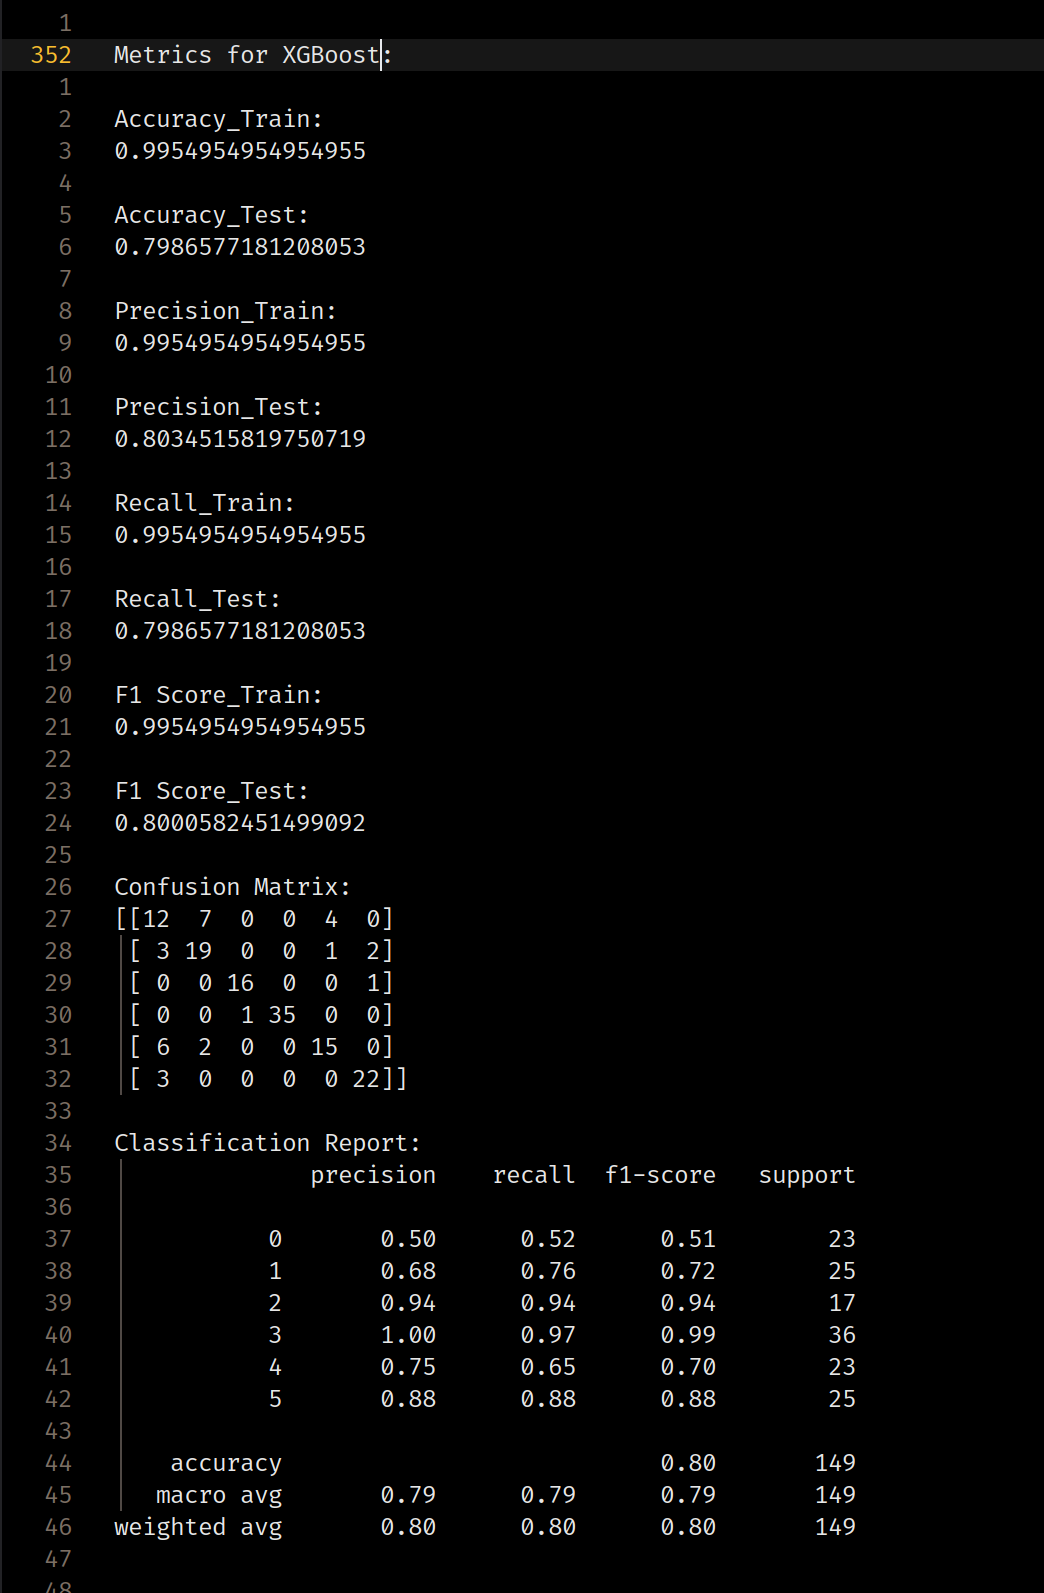 1
352 Metrics for XGBoost:
1
2 Accuracy_Train:
3 0.9954954954954955
4
5 Accuracy_Test:
6 0.7986577181208053
7
8 Precision_Train:
9 0.9954954954954955
10
11 Precision_Test:
12 0.8034515819750719
13
14 Recall_Train:
15 0.9954954954954955
16
17 Recall_Test:
18 0.7986577181208053
19
20 F1 Score_Train:
21 0.9954954954954955
22
23 F1 Score_Test:
24 0.8000582451499092
25
26 Confusion Matrix:
27 [[12  7  0  0  4  0]
28  [ 3 19  0  0  1  2]
29  [ 0  0 16  0  0  1]
30  [ 0  0  1 35  0  0]
31  [ 6  2  0  0 15  0]
32  [ 3  0  0  0  0 22]]
33
34 Classification Report:
35               precision    recall  f1-score   support
36
37            0       0.50      0.52      0.51        23
38            1       0.68      0.76      0.72        25
39            2       0.94      0.94      0.94        17
40            3       1.00      0.97      0.99        36
41            4       0.75      0.65      0.70        23
42            5       0.88      0.88      0.88        25
43
44     accuracy                           0.80       149
45    macro avg       0.79      0.79      0.79       149
46 weighted avg       0.80      0.80      0.80       149
47
48